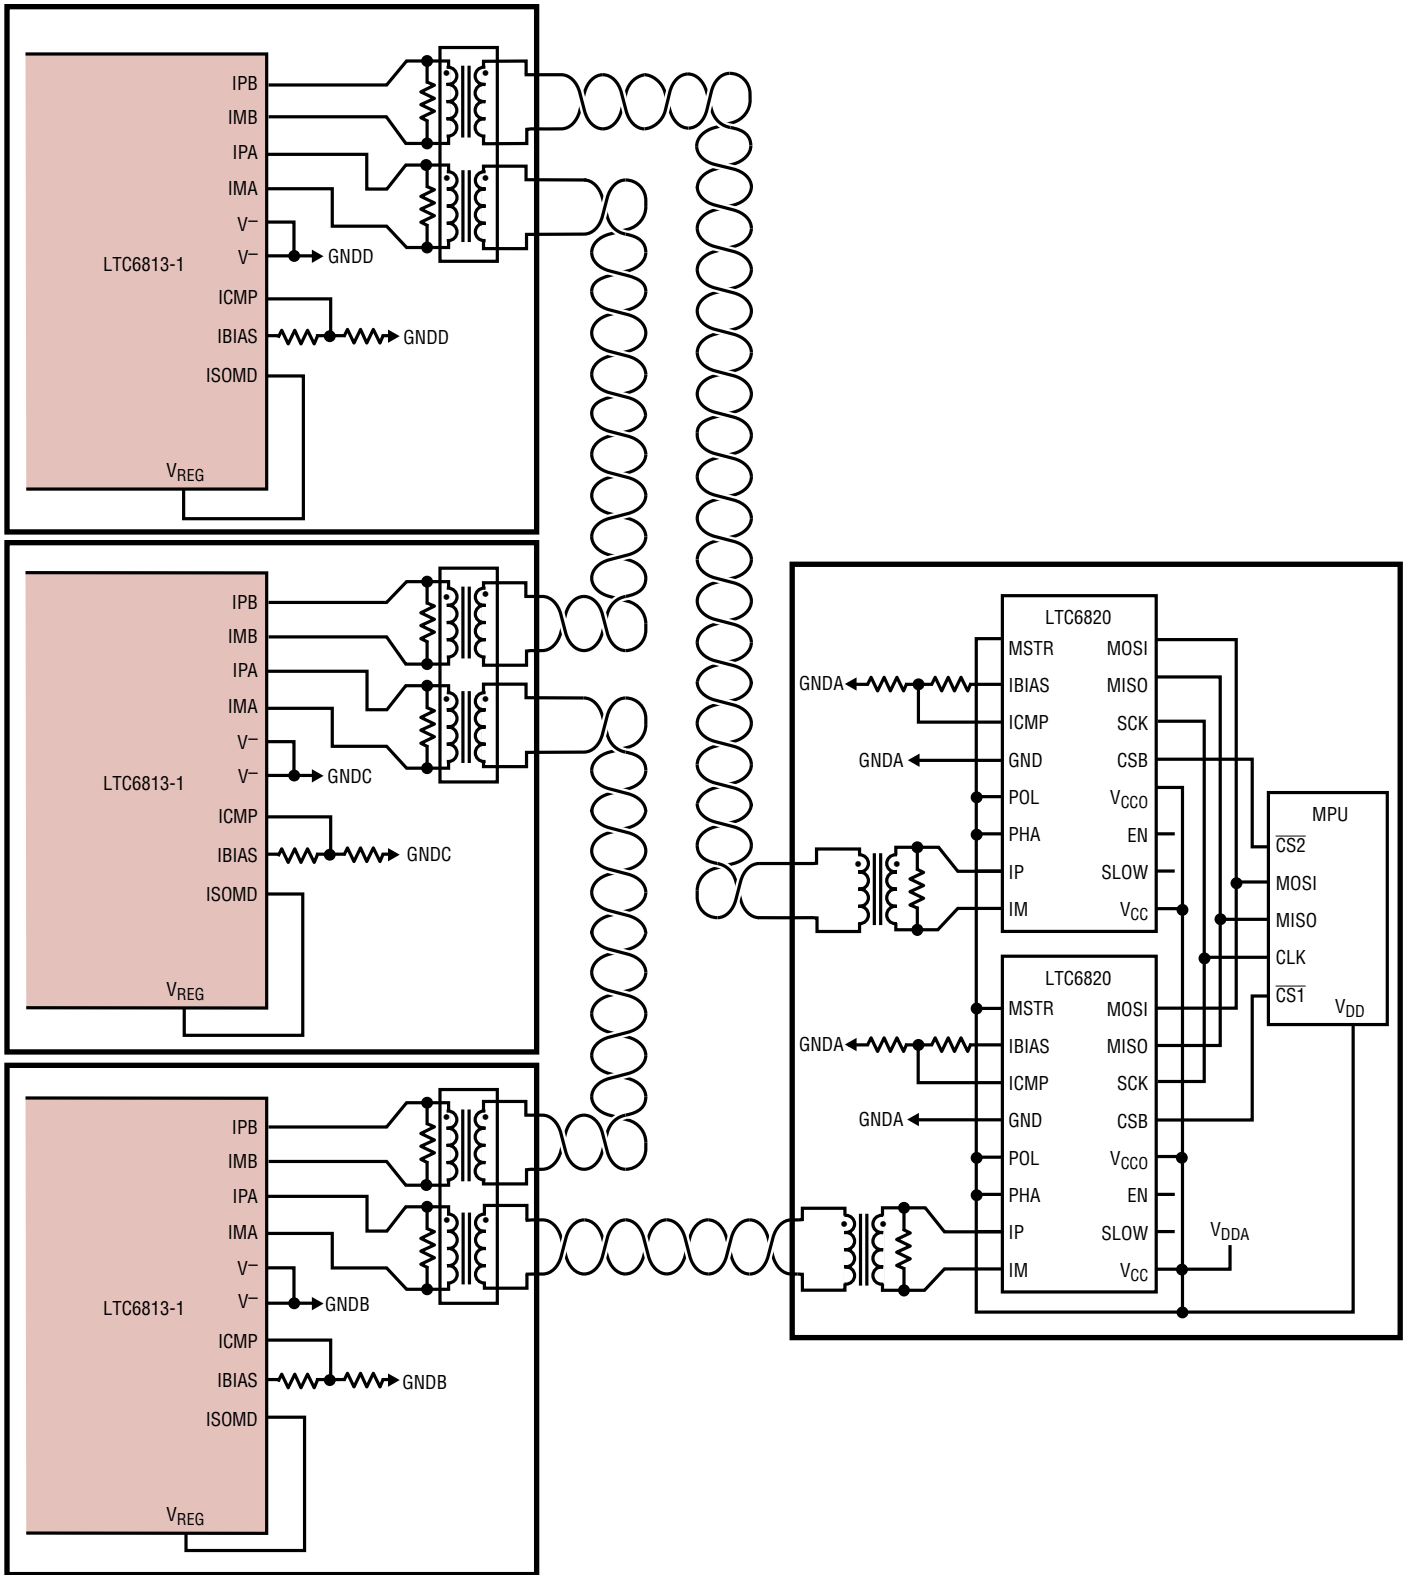 IPB
IMB
IPA
IMA
V–
V–
GNDD
LTC6813-1
ICMP
IBIAS
GNDD
ISOMD
VREG
IPB
IMB
IPA
IMA
V–
V–
GNDC
LTC6813-1
ICMP
IBIAS
GNDC
ISOMD
VREG
IPB
IMB
IPA
IMA
V–
V–
GNDB
LTC6813-1
ICMP
IBIAS
GNDB
ISOMD
VREG
LTC6820
MSTR
MOSI
GNDA
IBIAS
MISO
ICMP
SCK
GNDA
GND
CSB
POL
VCCO
PHA
EN
IP
SLOW
IM
VCC
LTC6820
MSTR
MOSI
GNDA
IBIAS
MISO
ICMP
SCK
GNDA
GND
CSB
POL
VCCO
PHA
EN
IP
SLOW
VDDA
IM
VCC
MPU
CS2
MOSI
MISO
CLK
CS1
VDD